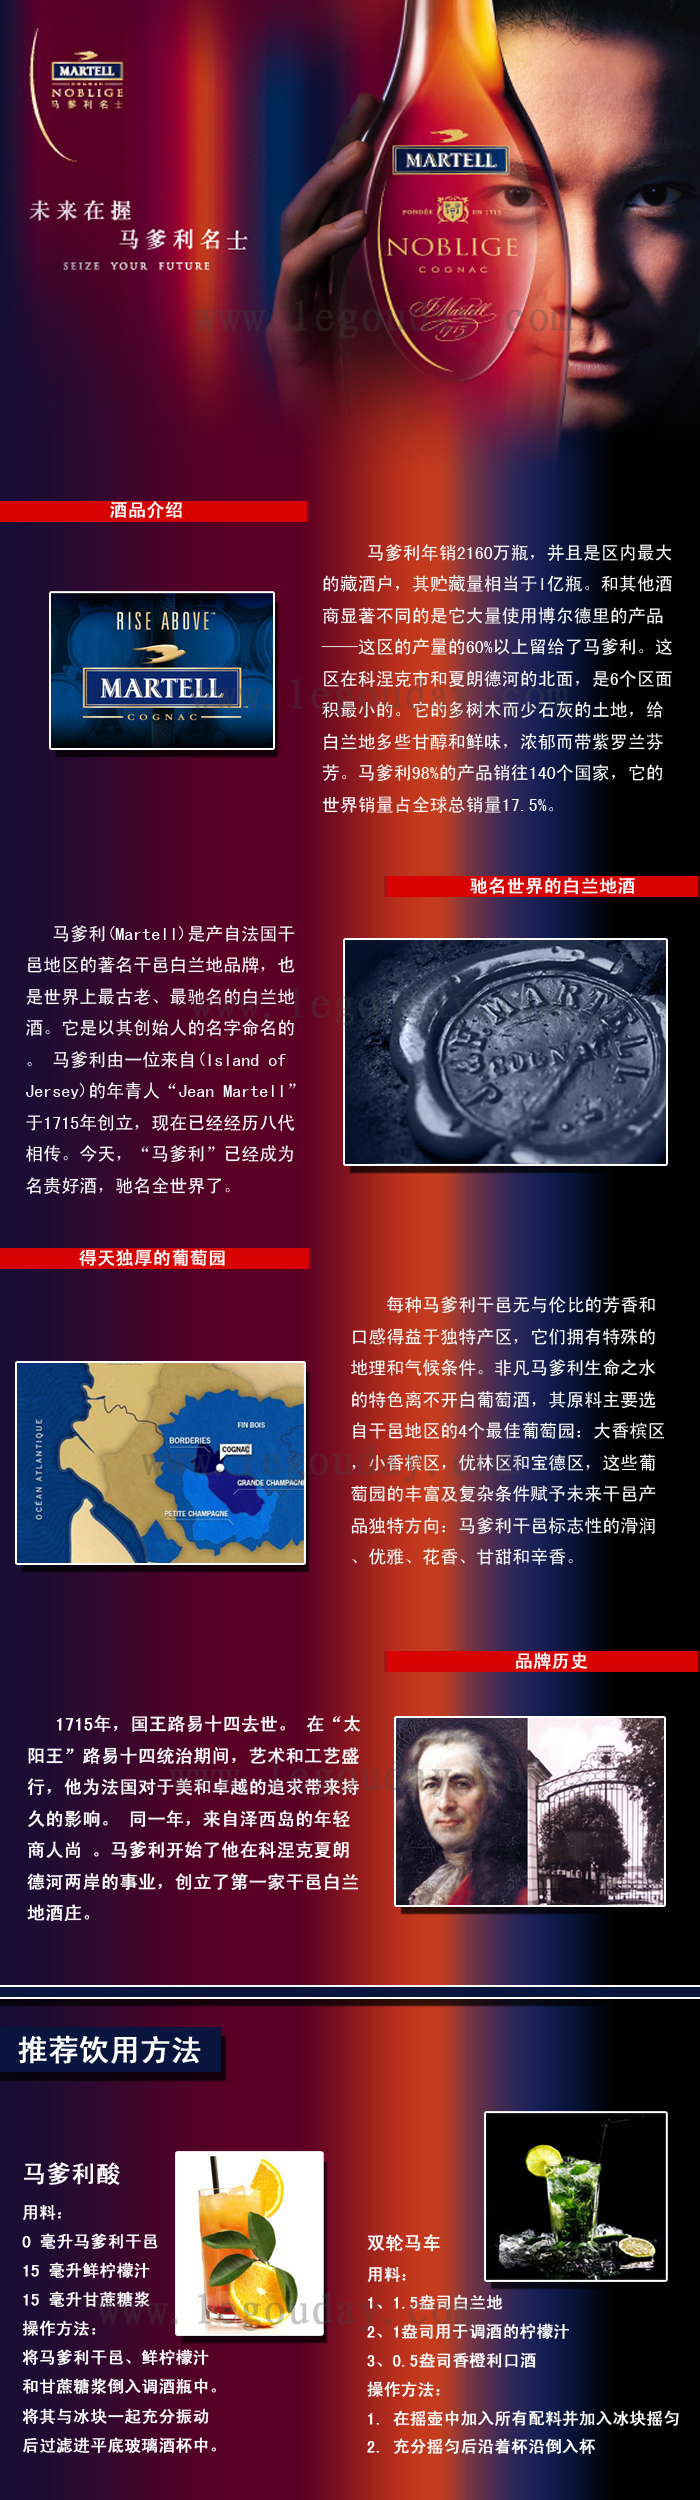 MARTELL
COGNAC
NOBLIGE
马爹利名士
未来在握
马爹利名士
SEIZE YOUR FUTURE
MARTELL
FONDÉE EN 1715
NOBLIGE
COGNAC
J. Martell
1715
www.legouday.com
酒品介绍
RISE ABOVE
MARTELL
COGNAC
马爹利年销2160万瓶，并且是区内最大
的藏酒户，其贮藏量相当于l亿瓶。和其他酒
商显著不同的是它大量使用博尔德里的产品
——这区的产量的60%以上留给了马爹利。这
区在科涅克市和夏朗德河的北面，是6个区面
积最小的。它的多树木而少石灰的土地，给
白兰地多些甘醇和鲜味，浓郁而带紫罗兰芬
芳。马爹利98%的产品销往140个国家，它的
世界销量占全球总销量17.5%。
www.legouday.com
驰名世界的白兰地酒
马爹利(Martell)是产自法国干
邑地区的著名干邑白兰地品牌，也
是世界上最古老、最驰名的白兰地
酒。它是以其创始人的名字命名的
。 马爹利由一位来自(Island of
Jersey)的年青人“Jean Martell”
于1715年创立，现在已经经历八代
相传。今天，“马爹利”已经成为
名贵好酒，驰名全世界了。
MARTELL
COGNAC
www.legouday.com
得天独厚的葡萄园
OCÉAN ATLANTIQUE
FIN BOIS
BORDERIES
COGNAC
GRANDE CHAMPAGNE
PETITE CHAMPAGNE
每种马爹利干邑无与伦比的芳香和
口感得益于独特产区，它们拥有特殊的
地理和气候条件。非凡马爹利生命之水
的特色离不开白葡萄酒，其原料主要选
自干邑地区的4个最佳葡萄园：大香槟区
，小香槟区，优林区和宝德区，这些葡
萄园的丰富及复杂条件赋予未来干邑产
品独特方向：马爹利干邑标志性的滑润
、优雅、花香、甘甜和辛香。
www.legouday.com
品牌历史
1715年，国王路易十四去世。 在“太
阳王”路易十四统治期间，艺术和工艺盛
行，他为法国对于美和卓越的追求带来持
久的影响。 同一年，来自泽西岛的年轻
商人尚 。马爹利开始了他在科涅克夏朗
德河两岸的事业，创立了第一家干邑白兰
地酒庄。
www.legouday.com
推荐饮用方法
马爹利酸
用料：
0 毫升马爹利干邑
15 毫升鲜柠檬汁
15 毫升甘蔗糖浆
操作方法：
将马爹利干邑、鲜柠檬汁
和甘蔗糖浆倒入调酒瓶中。
将其与冰块一起充分振动
后过滤进平底玻璃酒杯中。
双轮马车
用料：
1、1.5盎司白兰地
2、1盎司用于调酒的柠檬汁
3、0.5盎司香橙利口酒
操作方法：
1. 在摇壶中加入所有配料并加入冰块摇匀
2. 充分摇匀后沿着杯沿倒入杯
www.legouday.com